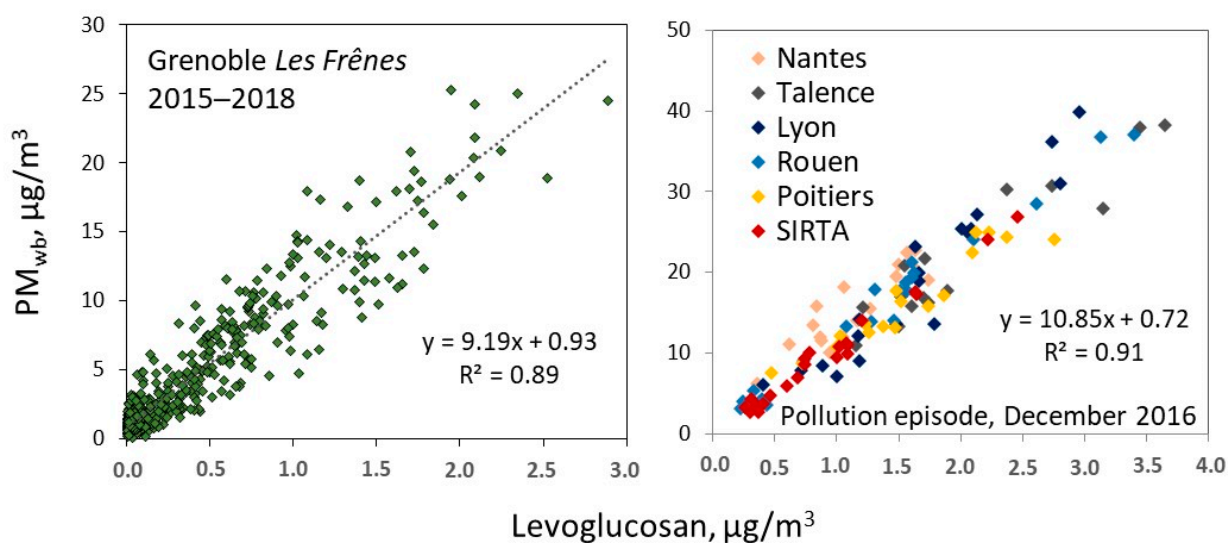 30
25
20
15
10
5
0
PMwb, µg/m³
Grenoble Les Frênes
2015–2018
y = 9.19x + 0.93
R² = 0.89
0.0 0.5 1.0 1.5 2.0 2.5 3.0
50
40
30
20
10
0
Nantes
Talence
Lyon
Rouen
Poitiers
SIRTA
y = 10.85x + 0.72
R² = 0.91
Pollution episode, December 2016
0.0 0.5 1.0 1.5 2.0 2.5 3.0 3.5 4.0
Levoglucosan, µg/m³